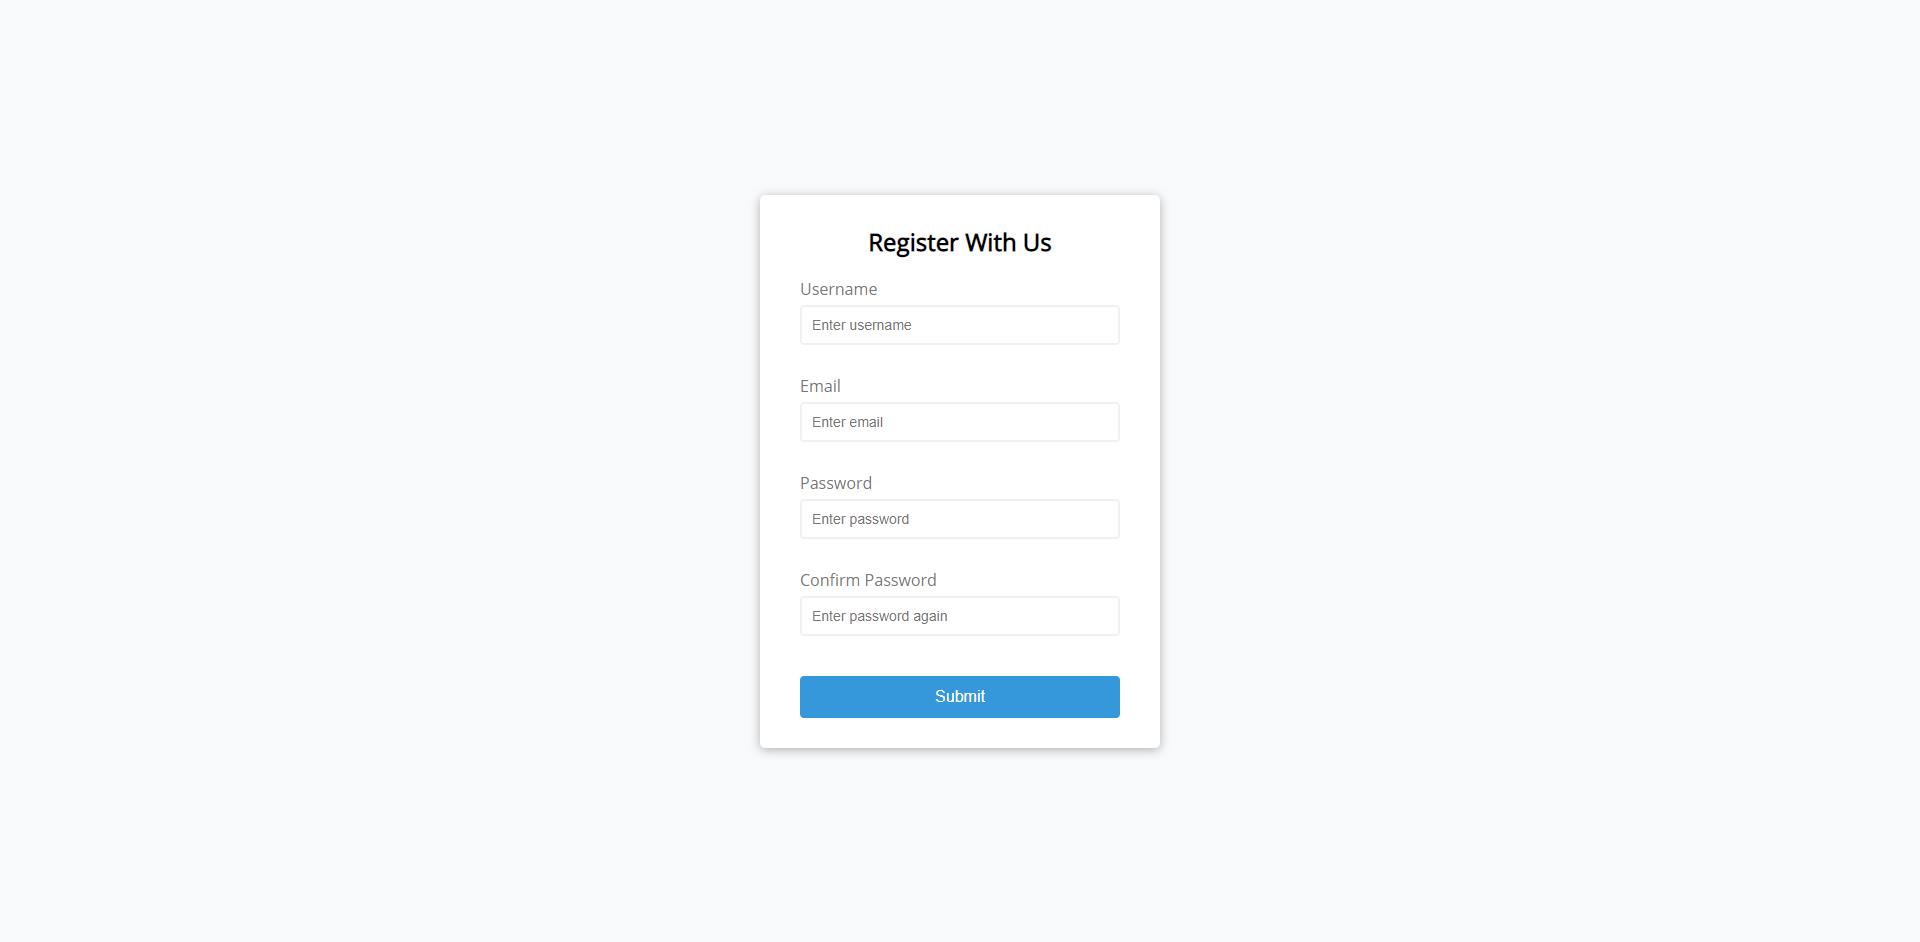 Register With Us
Username
Enter username
Email
Enter email
Password
Enter password
Confirm Password
Enter password again
Submit